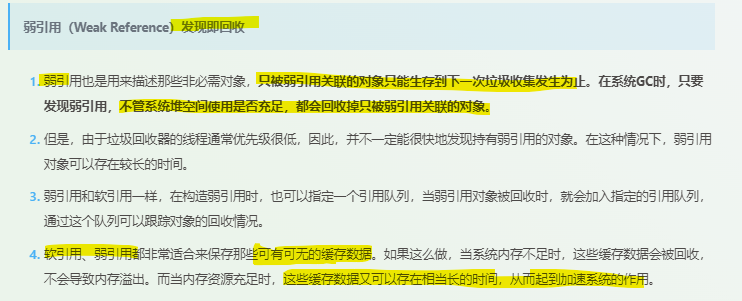 弱引用（Weak Reference）发现即回收
1. 弱引用也是用来描述那些非必需对象，只被弱引用关联的对象只能生存到下一次垃圾收集发生为止。在系统GC时，只要
发现弱引用，不管系统堆空间使用是否充足，都会回收掉只被弱引用关联的对象。
2. 但是，由于垃圾回收器的线程通常优先级很低，因此，并不一定能很快地发现持有弱引用的对象。在这种情况下，弱引用
对象可以存在较长的时间。
3. 弱引用和软引用一样，在构造弱引用时，也可以指定一个引用队列，当弱引用对象被回收时，就会加入指定的引用队列，
通过这个队列可以跟踪对象的回收情况。
4. 软引用、弱引用都非常适合来保存那些可有可无的缓存数据。如果这么做，当系统内存不足时，这些缓存数据会被回收，
不会导致内存溢出。而当内存资源充足时，这些缓存数据又可以存在相当长的时间，从而起到加速系统的作用。